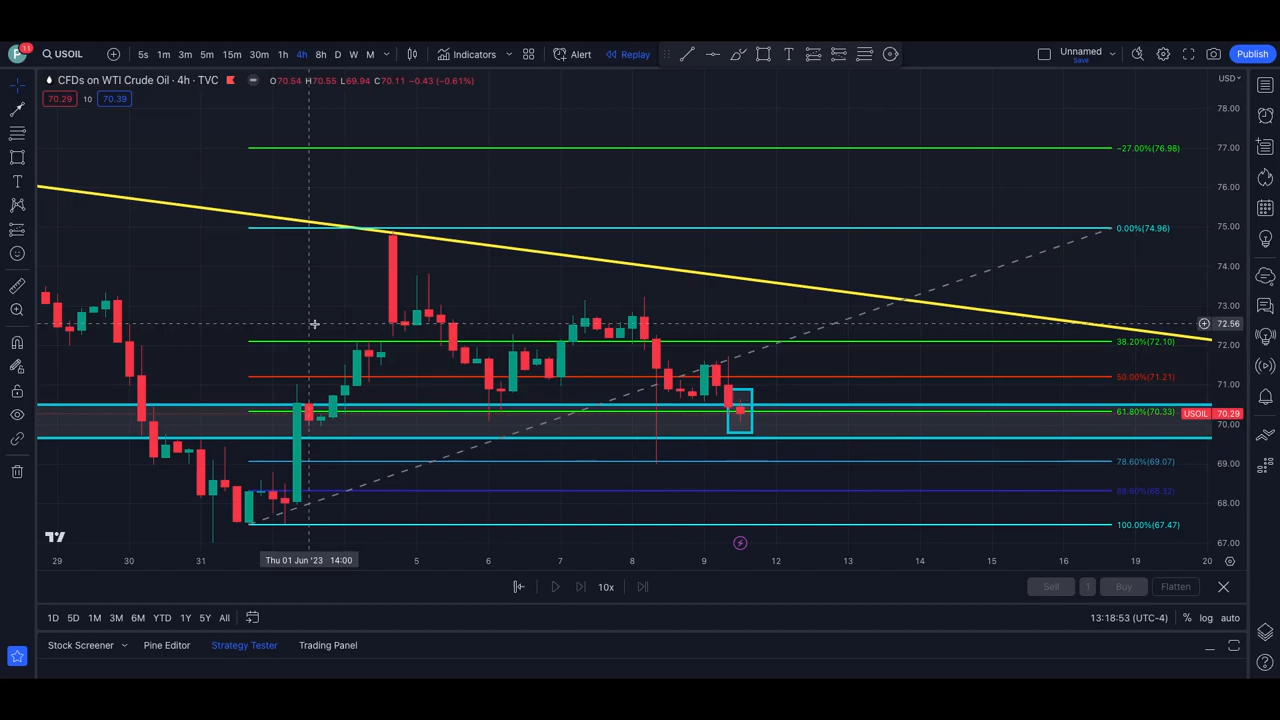 P 11 USOIL 5s 1m 3m 5m 15m 30m 1h 4h 8h D W M Indicators Alert Replay Unnamed Save Publish
CFDs on WTI Crude Oil · 4h · TVC O70.54 H70.55 L69.94 C70.11 −0.43 (−0.61%) USD
70.29 10 70.39
78.00
−27.00%(76.98) 77.00
76.00
0.00%(74.96) 75.00
74.00
73.00
72.56
38.20%(72.10) 72.00
50.00%(71.21) 71.00
61.80%(70.33) USOIL 70.29
70.00
78.60%(69.07) 69.00
88.60%(68.32) 68.00
100.00%(67.47) 67.00
29 30 31 Thu 01 Jun '23 14:00 5 6 7 8 9 12 13 14 15 16 19 20
10x Sell 1 Buy Flatten
1D 5D 1M 3M 6M YTD 1Y 5Y All 13:18:53 (UTC-4) % log auto
Stock Screener Pine Editor Strategy Tester Trading Panel